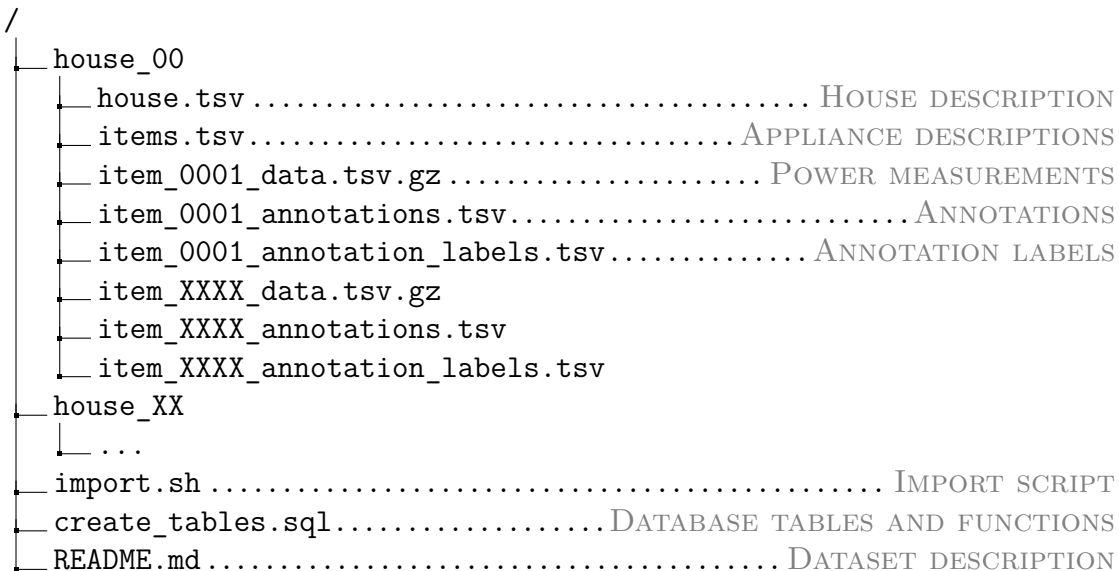 /
house_00
house.tsv ....................................... House description
items.tsv.................................. Appliance descriptions
item_0001_data.tsv.gz...................... Power measurements
item_0001_annotations.tsv............................ Annotations
item_0001_annotation_labels.tsv.............. Annotation labels
item_XXXX_data.tsv.gz
item_XXXX_annotations.tsv
item_XXXX_annotation_labels.tsv
house_XX
...
import.sh ............................................... Import script
create_tables.sql...................Database tables and functions
README.md ........................................ Dataset description